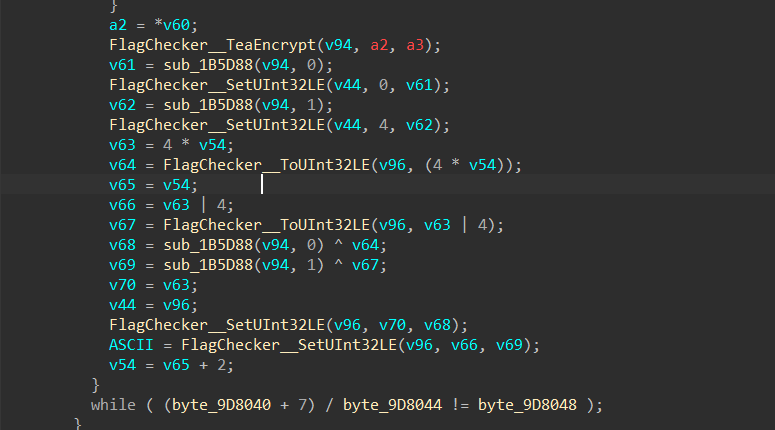 }
a2 = *v60;
FlagChecker__TeaEncrypt(v94, a2, a3);
v61 = sub_1B5D88(v94, 0);
FlagChecker__SetUInt32LE(v44, 0, v61);
v62 = sub_1B5D88(v94, 1);
FlagChecker__SetUInt32LE(v44, 4, v62);
v63 = 4 * v54;
v64 = FlagChecker__ToUInt32LE(v96, (4 * v54));
v65 = v54;
v66 = v63 | 4;
v67 = FlagChecker__ToUInt32LE(v96, v63 | 4);
v68 = sub_1B5D88(v94, 0) ^ v64;
v69 = sub_1B5D88(v94, 1) ^ v67;
v70 = v63;
v44 = v96;
FlagChecker__SetUInt32LE(v96, v70, v68);
ASCII = FlagChecker__SetUInt32LE(v96, v66, v69);
v54 = v65 + 2;
}
while ( (byte_9D8040 + 7) / byte_9D8044 != byte_9D8048 );
}